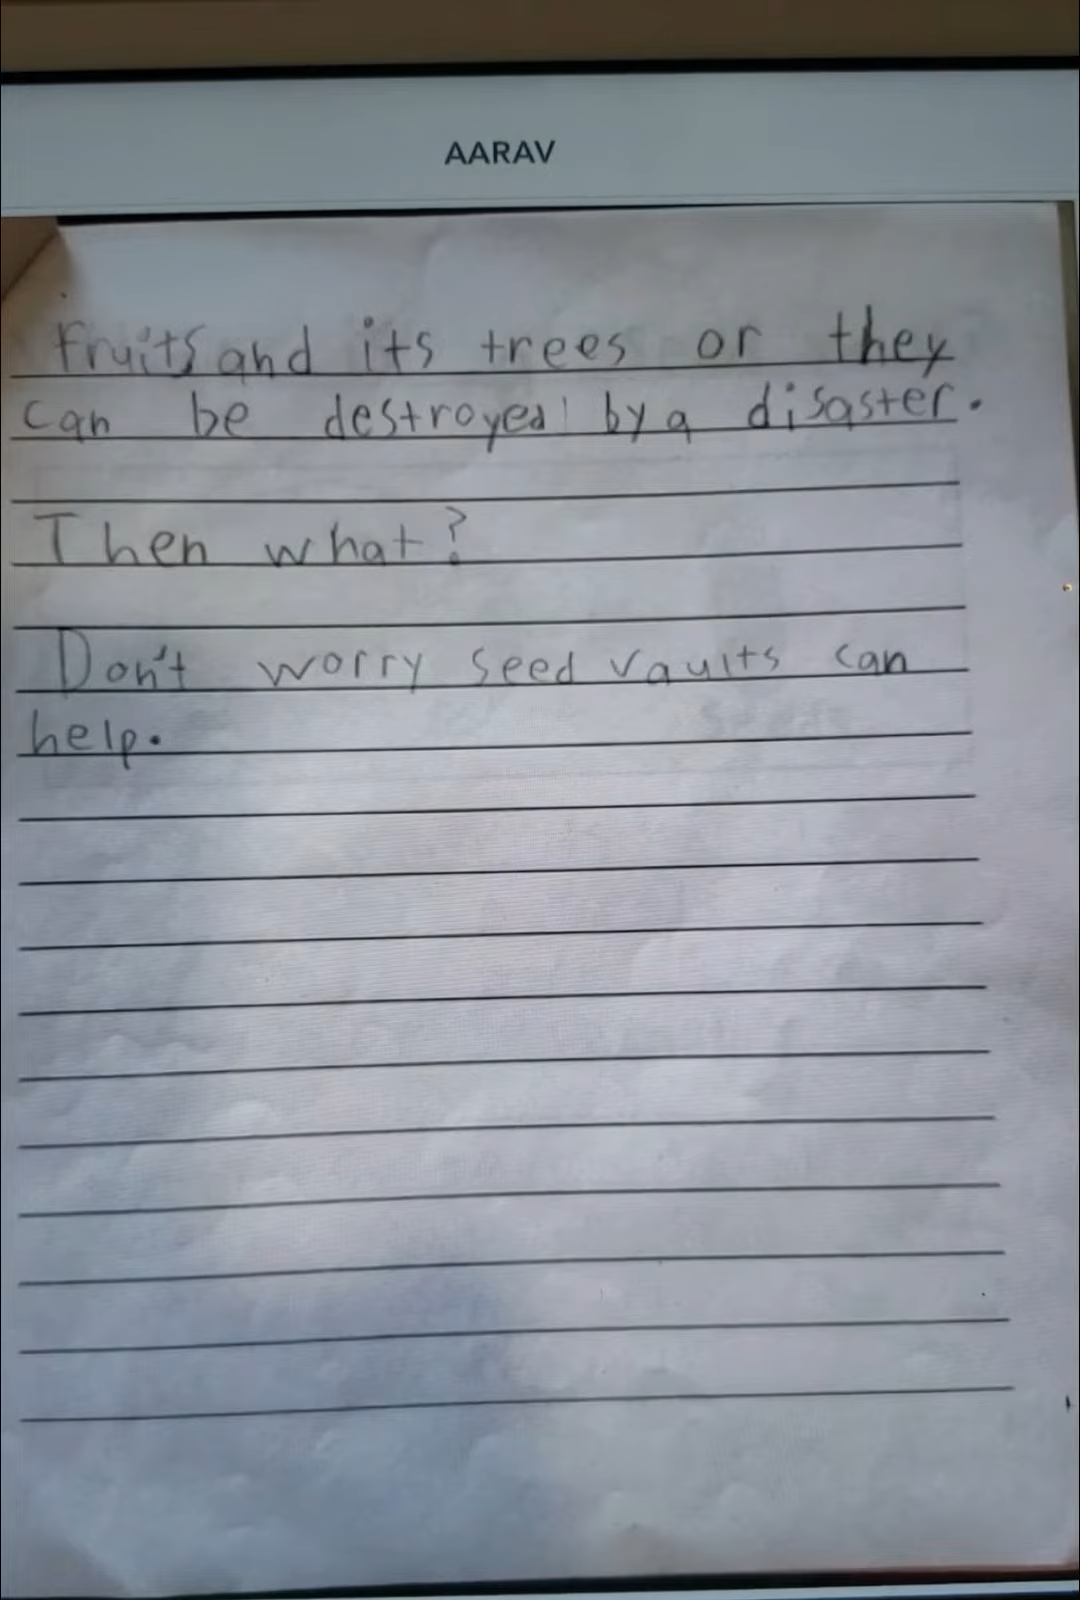 AARAV
Fruits and its trees or they
can be destroyed by a disaster.
Then what?
Don't worry seed vaults can
help.